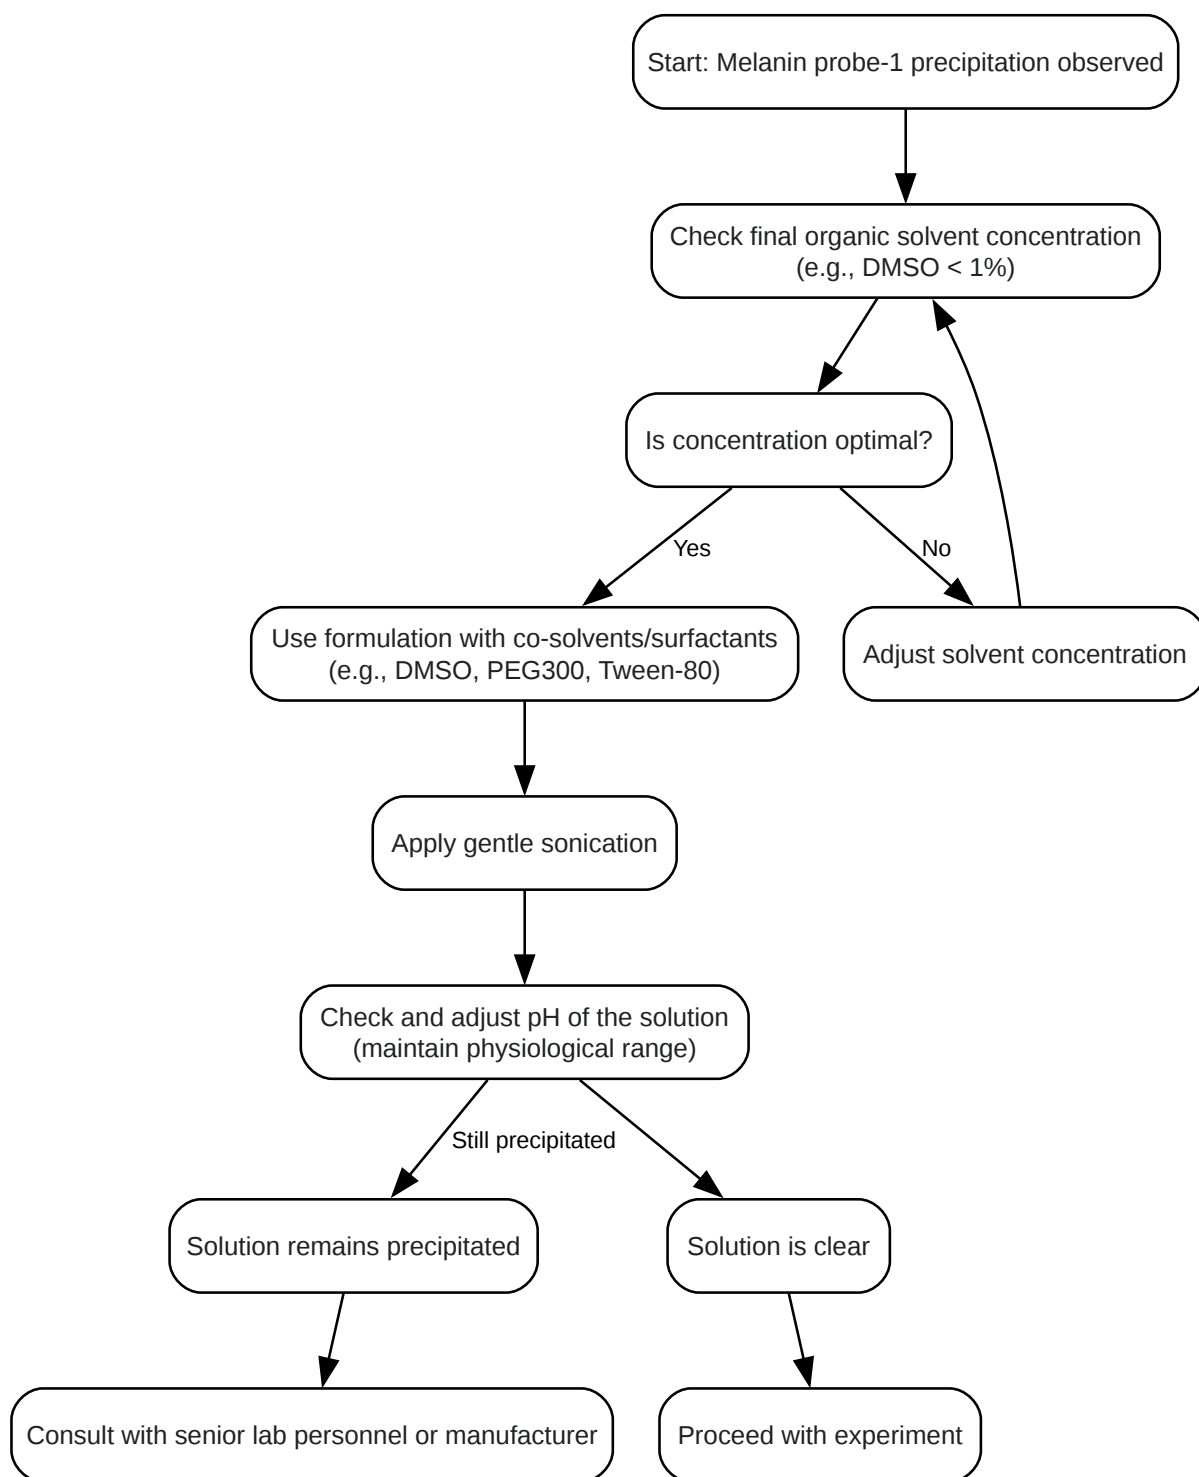 Start: Melanin probe-1 precipitation observed
Check final organic solvent concentration
(e.g., DMSO < 1%)
Is concentration optimal?
Yes
No
Use formulation with co-solvents/surfactants
(e.g., DMSO, PEG300, Tween-80)
Adjust solvent concentration
Apply gentle sonication
Check and adjust pH of the solution
(maintain physiological range)
Still precipitated
Solution remains precipitated
Solution is clear
Consult with senior lab personnel or manufacturer
Proceed with experiment